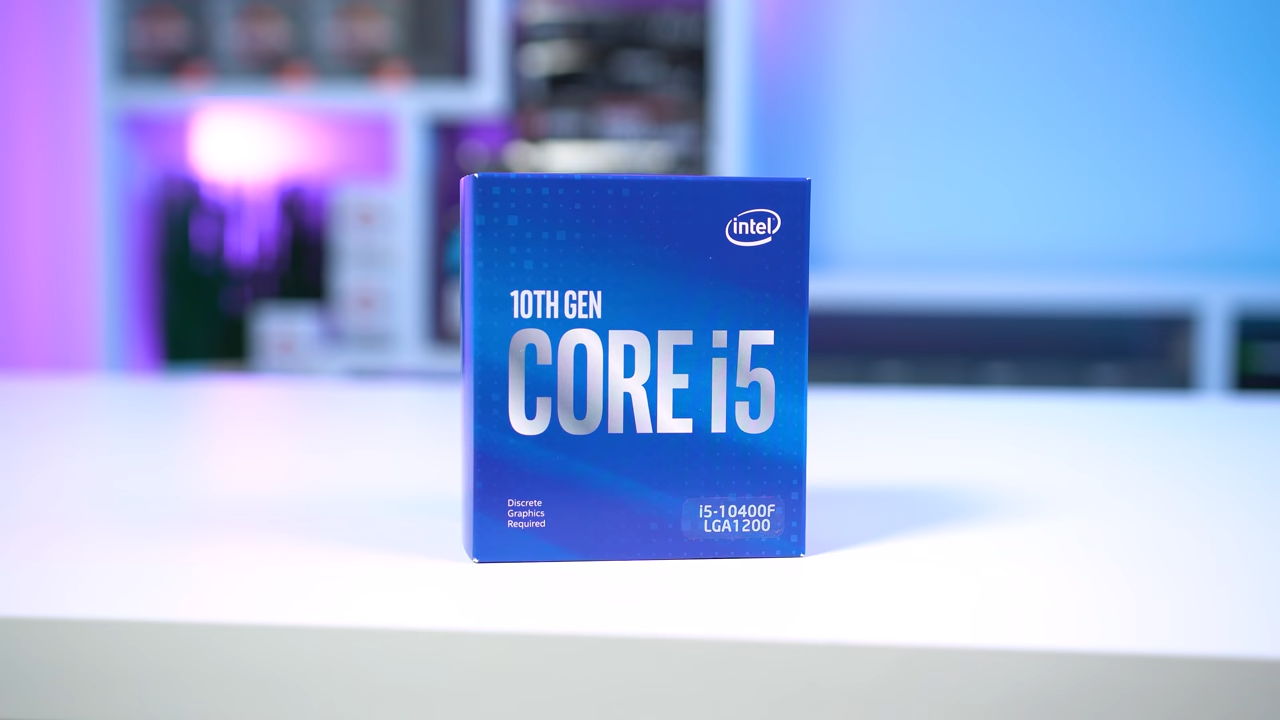 intel
10TH GEN
CORE i5
Discrete
Graphics
Required
i5-10400F
LGA1200